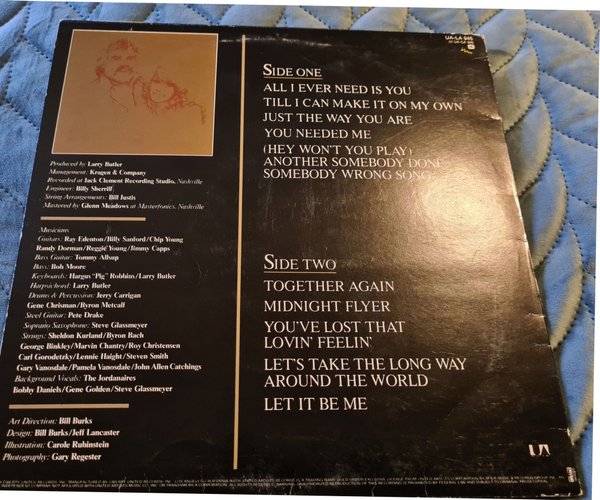 UA-LA 946
SIDE ONE
ALL I EVER NEED IS YOU
TILL I CAN MAKE IT ON MY OWN
JUST THE WAY YOU ARE
YOU NEEDED ME
(HEY WON'T YOU PLAY)
ANOTHER SOMEBODY DONE
SOMEBODY WRONG SONG
SIDE TWO
TOGETHER AGAIN
MIDNIGHT FLYER
YOU'VE LOST THAT
LOVIN' FEELIN'
LET'S TAKE THE LONG WAY
AROUND THE WORLD
LET IT BE ME
Produced by Larry Butler
Management: Kragen & Company
Recorded at Jack Clement Recording Studio, Nashville
Engineer: Billy Sherrill
String Arrangements: Bill Justis
Mastered by Glenn Meadows at Masterfonics, Nashville
Musicians
Guitars: Ray Edenton/Billy Sanford/Chip Young
Randy Dorman/Reggie Young/Jimmy Capps
Bass Guitar: Tommy Allsup
Bass: Bob Moore
Keyboards: Hargus "Pig" Robbins/Larry Butler
Harpsichord: Larry Butler
Drums & Percussion: Jerry Carrigan
Gene Chrisman/Byron Metcalf
Steel Guitar: Pete Drake
Soprano Saxophone: Steve Glassmeyer
Strings: Sheldon Kurland/Byron Bach
George Binkley/Marvin Chantry/Roy Christensen
Carl Gorodetzky/Lennie Haight/Steven Smith
Gary Vanosdale/Pamela Vanosdale/John Allen Catchings
Background Vocals: The Jordanaires
Bobby Daniels/Gene Golden/Steve Glassmeyer
Art Direction: Bill Burks
Design: Bill Burks/Jeff Lancaster
Illustration: Carole Rubinstein
Photography: Gary Regester